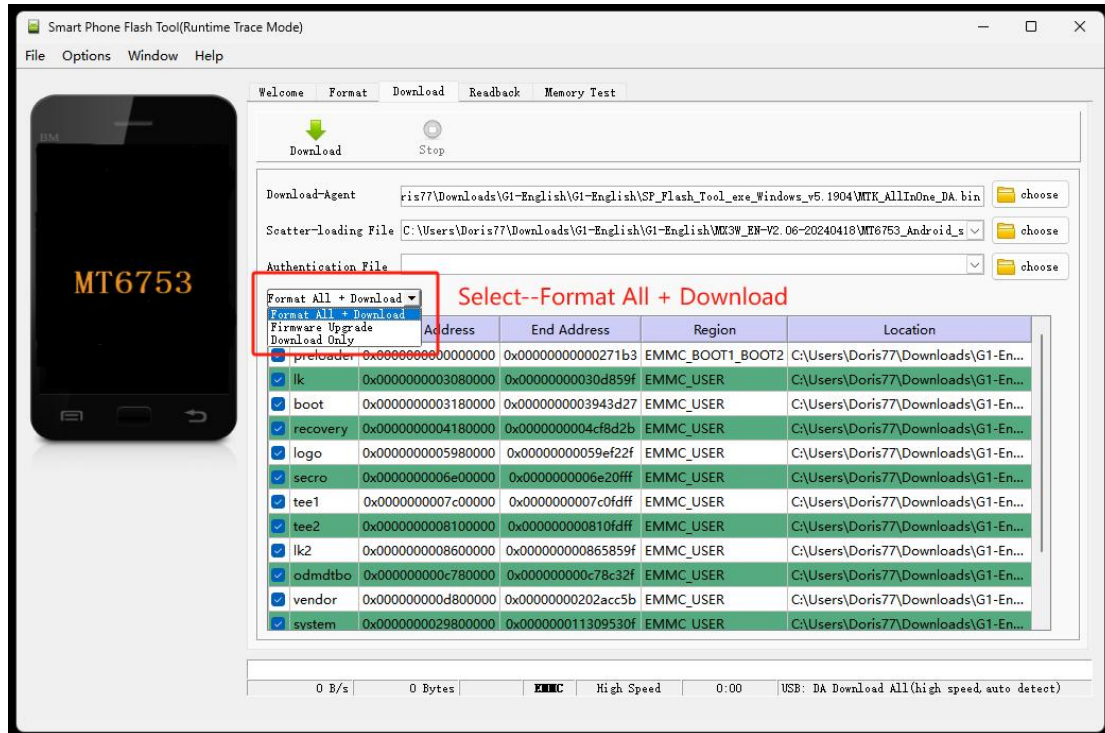 Smart Phone Flash Tool(Runtime Trace Mode)
File Options Window Help
Welcome Format Download Readback Memory Test
BM
Download Stop
Download-Agent ris77\Downloads\G1-English\G1-English\SP_Flash_Tool_exe_Windows_v5.1904\MTK_AllInOne_DA.bin choose
Scatter-loading File C:\Users\Doris77\Downloads\G1-English\G1-English\MX3W_EN-V2.06-20240418\MT6753_Android_s choose
Authentication File choose
MT6753
Format All + Download Select--Format All + Download
Format All + Download
Firmware Upgrade
Download Only
Address End Address Region Location
preloader 0x0000000000000000 0x00000000000271b3 EMMC_BOOT1_BOOT2 C:\Users\Doris77\Downloads\G1-En...
lk 0x0000000003080000 0x00000000030d859f EMMC_USER C:\Users\Doris77\Downloads\G1-En...
boot 0x0000000003180000 0x0000000003943d27 EMMC_USER C:\Users\Doris77\Downloads\G1-En...
recovery 0x0000000004180000 0x0000000004cf8d2b EMMC_USER C:\Users\Doris77\Downloads\G1-En...
logo 0x0000000005980000 0x00000000059ef22f EMMC_USER C:\Users\Doris77\Downloads\G1-En...
secro 0x0000000006e00000 0x0000000006e20fff EMMC_USER C:\Users\Doris77\Downloads\G1-En...
tee1 0x0000000007c00000 0x0000000007c0fdff EMMC_USER C:\Users\Doris77\Downloads\G1-En...
tee2 0x0000000008100000 0x000000000810fdff EMMC_USER C:\Users\Doris77\Downloads\G1-En...
lk2 0x0000000008600000 0x000000000865859f EMMC_USER C:\Users\Doris77\Downloads\G1-En...
odmdtbo 0x000000000c780000 0x000000000c78c32f EMMC_USER C:\Users\Doris77\Downloads\G1-En...
vendor 0x000000000d800000 0x00000000202acc5b EMMC_USER C:\Users\Doris77\Downloads\G1-En...
system 0x0000000029800000 0x000000011309530f EMMC_USER C:\Users\Doris77\Downloads\G1-En...
0 B/s 0 Bytes EMMC High Speed 0:00 USB: DA Download All(high speed,auto detect)